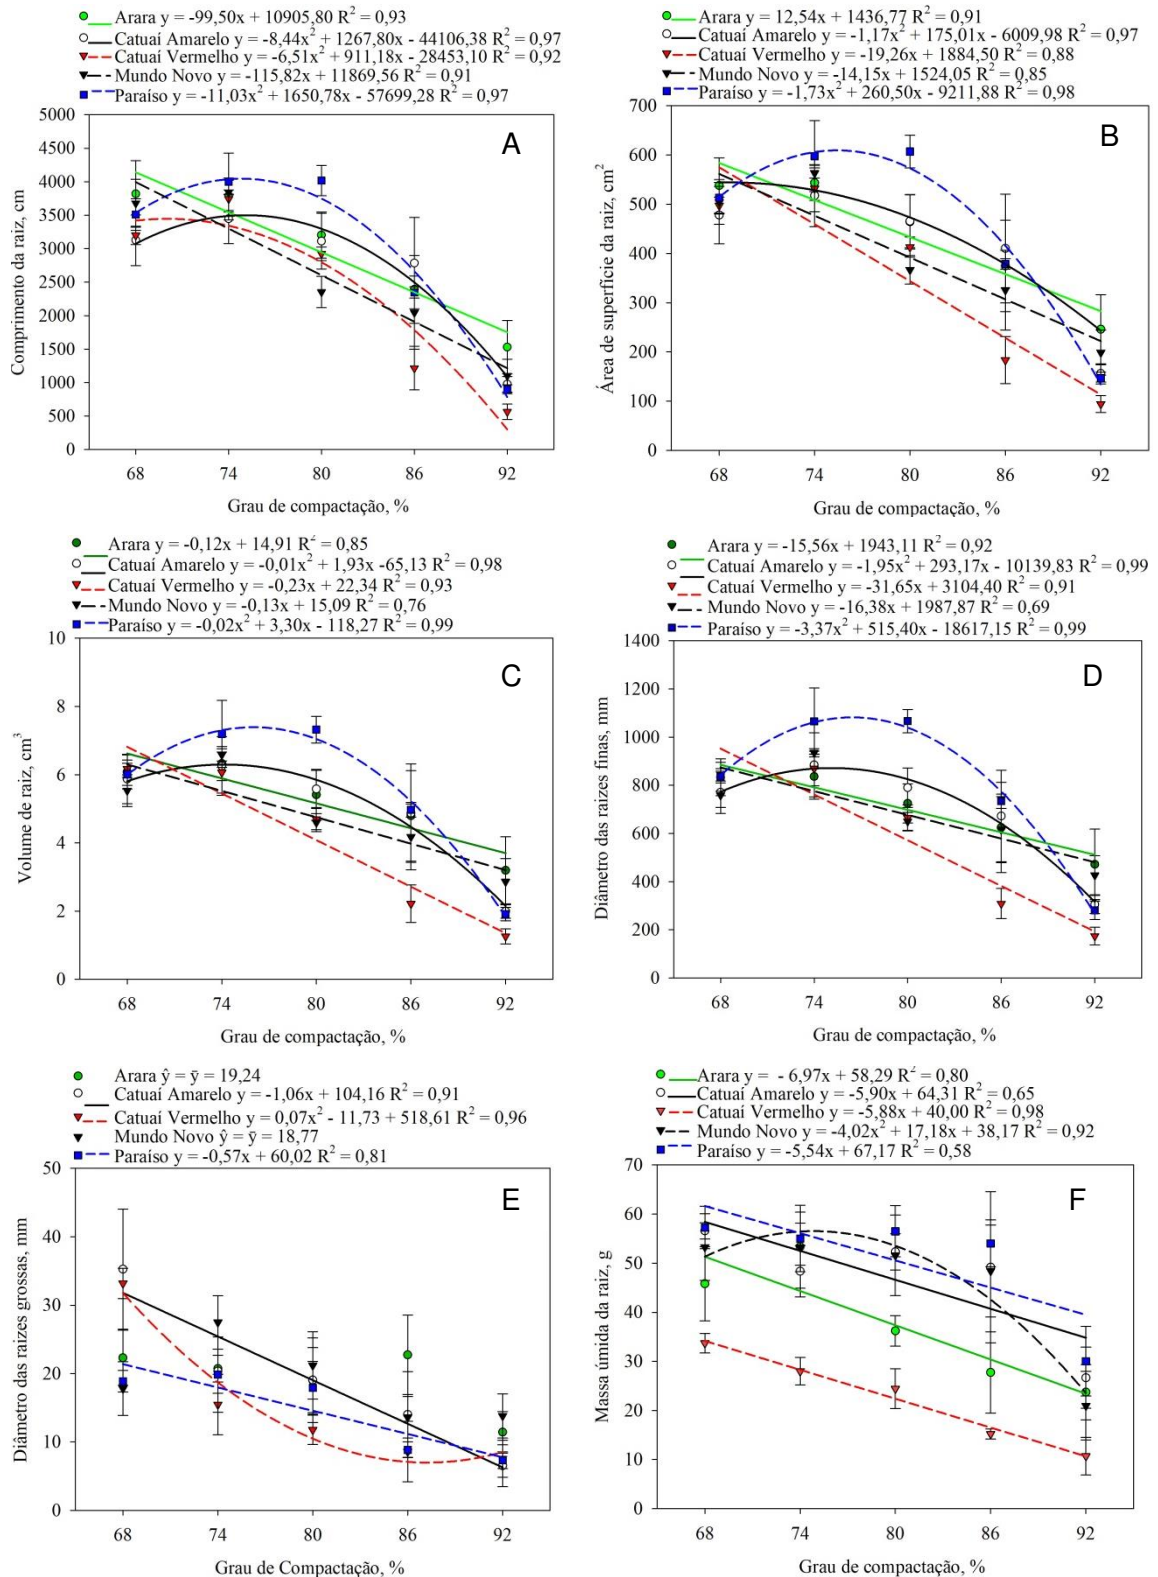 Arara y = -99,50x + 10905,80 R² = 0,93
Catuaí Amarelo y = -8,44x² + 1267,80x - 44106,38 R² = 0,97
Catuaí Vermelho y = -6,51x² + 911,18x - 28453,10 R² = 0,92
Mundo Novo y = -115,82x + 11869,56 R² = 0,91
Paraíso y = -11,03x² + 1650,78x - 57699,28 R² = 0,97
A
Comprimento da raiz, cm
5000
4500
4000
3500
3000
2500
2000
1500
1000
500
0
68 74 80 86 92
Grau de compactação, %
Arara y = 12,54x + 1436,77 R² = 0,91
Catuaí Amarelo y = -1,17x² + 175,01x - 6009,98 R² = 0,97
Catuaí Vermelho y = -19,26x + 1884,50 R² = 0,88
Mundo Novo y = -14,15x + 1524,05 R² = 0,85
Paraíso y = -1,73x² + 260,50x - 9211,88 R² = 0,98
B
Área de superfície da raiz, cm²
700
600
500
400
300
200
100
0
68 74 80 86 92
Grau de compactação, %
Arara y = -0,12x + 14,91 R² = 0,85
Catuaí Amarelo y = -0,01x² + 1,93x -65,13 R² = 0,98
Catuaí Vermelho y = -0,23x + 22,34 R² = 0,93
Mundo Novo y=-0,13x + 15,09 R² = 0,76
Paraíso y = -0,02x² + 3,30x - 118,27 R² = 0,99
C
Volume de raiz, cm³
10
8
6
4
2
0
68 74 80 86 92
Grau de compactação, %
Arara y = -15,56x + 1943,11 R² = 0,92
Catuaí Amarelo y = -1,95x² + 293,17x - 10139,83 R² = 0,99
Catuaí Vermelho y = -31,65x + 3104,40 R² = 0,91
Mundo Novo y = -16,38x + 1987,87 R² = 0,69
Paraíso y = -3,37x² + 515,40x - 18617,15 R² = 0,99
D
Diâmetro das raizes finas, mm
1400
1200
1000
800
600
400
200
0
68 74 80 86 92
Grau de compactação, %
Arara ŷ = ȳ = 19,24
Catuaí Amarelo y = -1,06x + 104,16 R² = 0,91
Catuaí Vermelho y = 0,07x² - 11,73 + 518,61 R² = 0,96
Mundo Novo ŷ = ȳ = 18,77
Paraíso y = -0,57x + 60,02 R² = 0,81
E
Diâmetro das raizes grossas, mm
50
40
30
20
10
0
68 74 80 86 92
Grau de Compactação, %
Arara y = - 6,97x + 58,29 R² = 0,80
Catuaí Amarelo y = -5,90x + 64,31 R² = 0,65
Catuaí Vermelho y = -5,88x + 40,00 R² = 0,98
Mundo Novo y = -4,02x² + 17,18x + 38,17 R² = 0,92
Paraíso y = -5,54x + 67,17 R² = 0,58
F
Massa úmida da raiz, g
70
60
50
40
30
20
10
0
68 74 80 86 92
Grau de compactação, %